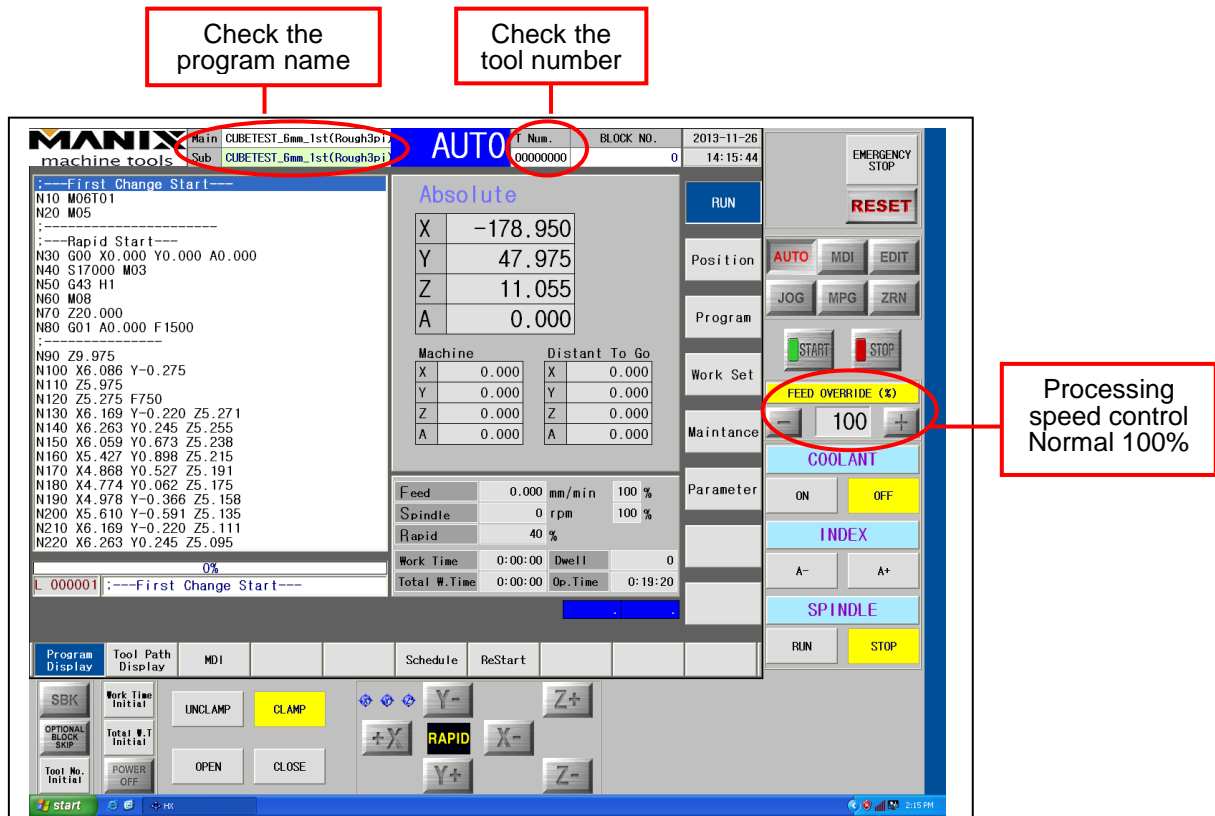 Check the
program name
Check the
tool number
MANIX
machine tools
Main CUBETEST_6mm_1st(Rough3pi)
Sub CUBETEST_6mm_1st(Rough3pi)
AUTO
T Num.
BLOCK NO.
00000000
0
2013-11-26
14:15:44
;---First Change Start---
N10 M06T01
N20 M05
;-----------------------
;---Rapid Start---
N30 G00 X0.000 Y0.000 A0.000
N40 S17000 M03
N50 G43 H1
N60 M08
N70 Z20.000
N80 G01 A0.000 F1500
;---------------
N90 Z9.975
N100 X6.086 Y-0.275
N110 Z5.975
N120 Z5.275 F750
N130 X6.169 Y-0.220 Z5.271
N140 X6.263 Y0.245 Z5.255
N150 X6.059 Y0.673 Z5.238
N160 X5.427 Y0.898 Z5.215
N170 X4.868 Y0.527 Z5.191
N180 X4.774 Y0.062 Z5.175
N190 X4.978 Y-0.366 Z5.158
N200 X5.610 Y-0.591 Z5.135
N210 X6.169 Y-0.220 Z5.111
N220 X6.263 Y0.245 Z5.095
0%
L 000001 :---First Change Start---
Absolute
X -178.950
Y 47.975
Z 11.055
A 0.000
Machine
X 0.000
Y 0.000
Z 0.000
A 0.000
Distant To Go
X 0.000
Y 0.000
Z 0.000
A 0.000
Feed 0.000 mm/min 100 %
Spindle 0 rpm 100 %
Rapid 40 %
Work Time 0:00:00 Dwell 0
Total W.Time 0:00:00 Op.Time 0:19:20
. .
RUN
Position
Program
Work Set
Maintance
Parameter
EMERGENCY
STOP
RESET
AUTO MDI EDIT
JOG MPG ZRN
START STOP
FEED OVERRIDE (%)
- 100 +
COOLANT
ON OFF
INDEX
A- A+
SPINDLE
RUN STOP
Processing
speed control
Normal 100%
Program
Display
Tool Path
Display
MDI
Schedule
ReStart
SBK
OPTIONAL
BLOCK
SKIP
Tool No.
Initial
Work Time
Initial
Total W.T
Initial
POWER
OFF
UNCLAMP CLAMP
OPEN CLOSE
Y- Z+
+X RAPID X-
Y+ Z-
start
HX
2:15 PM